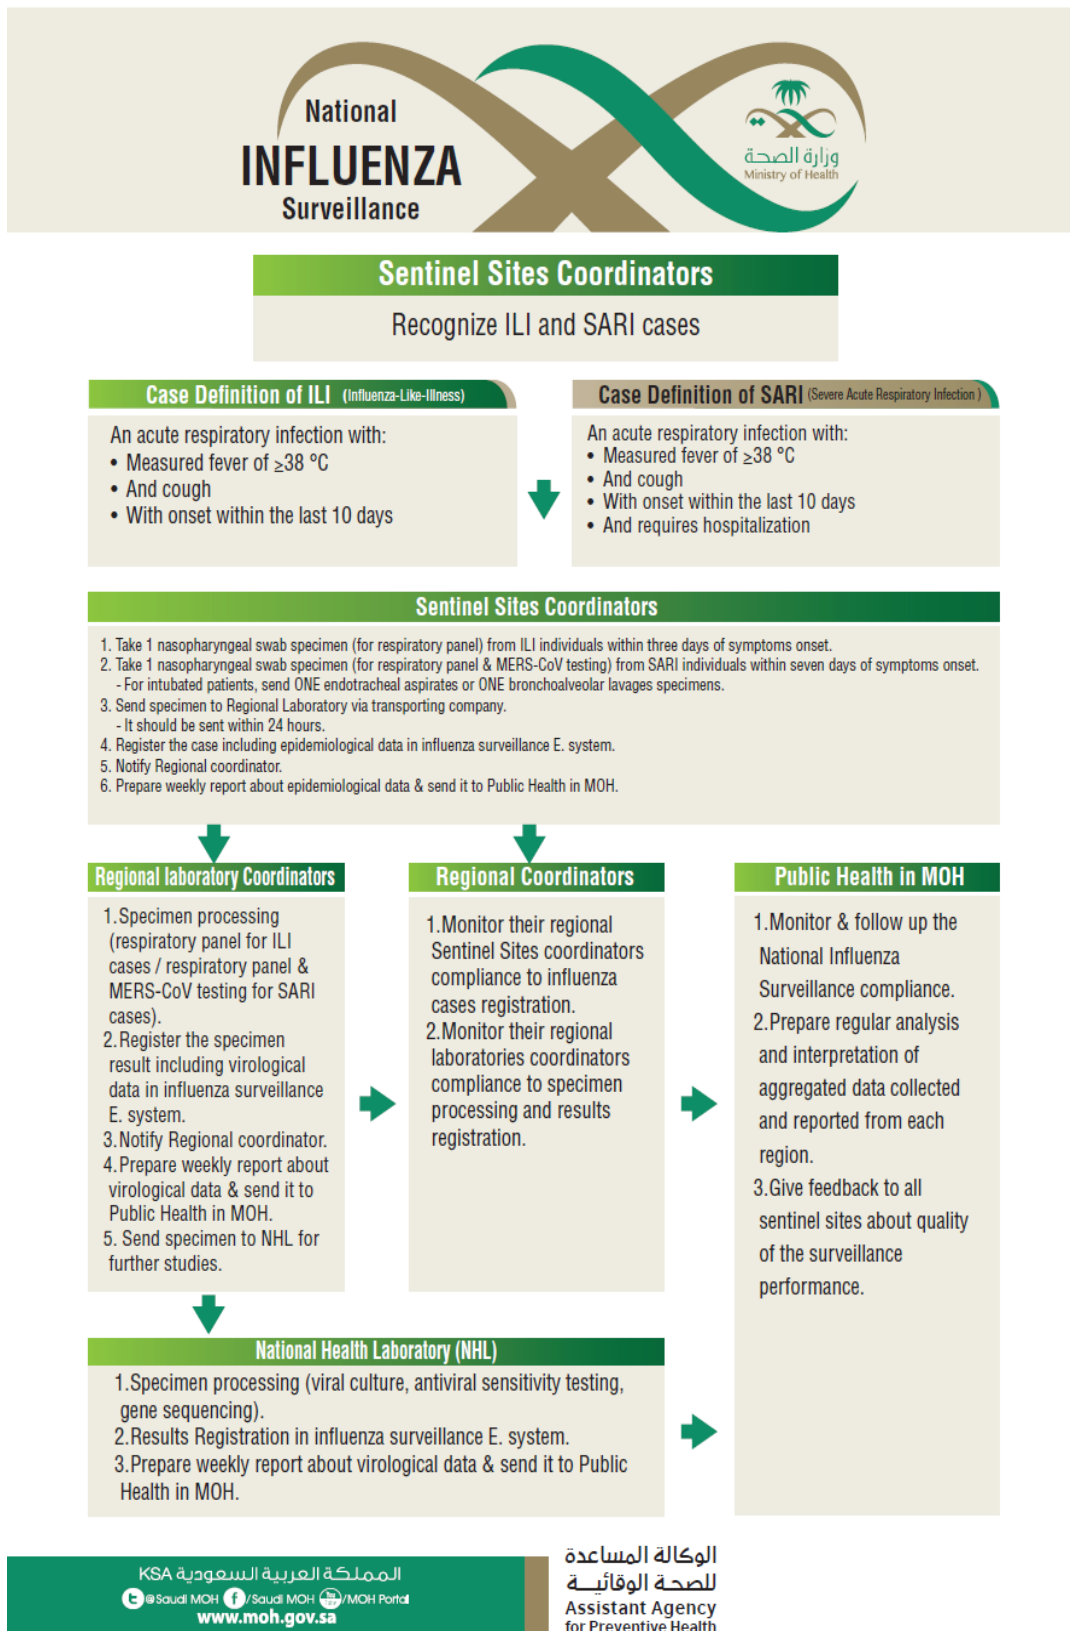 National
INFLUENZA
Surveillance
وزارة الصحة
Ministry of Health
Sentinel Sites Coordinators
Recognize ILI and SARI cases
Case Definition of ILI (Influenza-Like-Illness)
An acute respiratory infection with:
• Measured fever of ≥38 °C
• And cough
• With onset within the last 10 days
Case Definition of SARI (Severe Acute Respiratory Infection )
An acute respiratory infection with:
• Measured fever of ≥38 °C
• And cough
• With onset within the last 10 days
• And requires hospitalization
Sentinel Sites Coordinators
1. Take 1 nasopharyngeal swab specimen (for respiratory panel) from ILI individuals within three days of symptoms onset.
2. Take 1 nasopharyngeal swab specimen (for respiratory panel & MERS-CoV testing) from SARI individuals within seven days of symptoms onset.
- For intubated patients, send ONE endotracheal aspirates or ONE bronchoalveolar lavages specimens.
3. Send specimen to Regional Laboratory via transporting company.
- It should be sent within 24 hours.
4. Register the case including epidemiological data in influenza surveillance E. system.
5. Notify Regional coordinator.
6. Prepare weekly report about epidemiological data & send it to Public Health in MOH.
Regional laboratory Coordinators
1.Specimen processing
(respiratory panel for ILI
cases / respiratory panel &
MERS-CoV testing for SARI
cases).
2.Register the specimen
result including virological
data in influenza surveillance
E. system.
3.Notify Regional coordinator.
4.Prepare weekly report about
virological data & send it to
Public Health in MOH.
5. Send specimen to NHL for
further studies.
Regional Coordinators
1.Monitor their regional
Sentinel Sites coordinators
compliance to influenza
cases registration.
2.Monitor their regional
laboratories coordinators
compliance to specimen
processing and results
registration.
Public Health in MOH
1.Monitor & follow up the
National Influenza
Surveillance compliance.
2.Prepare regular analysis
and interpretation of
aggregated data collected
and reported from each
region.
3.Give feedback to all
sentinel sites about quality
of the surveillance
performance.
National Health Laboratory (NHL)
1.Specimen processing (viral culture, antiviral sensitivity testing,
gene sequencing).
2.Results Registration in influenza surveillance E. system.
3.Prepare weekly report about virological data & send it to Public
Health in MOH.
المملكة العربية السعودية KSA
@Saudi MOH /Saudi MOH /MOH Portal
www.moh.gov.sa
الوكالة المساعدة
للصحة الوقائيـــة
Assistant Agency
for Preventive Health